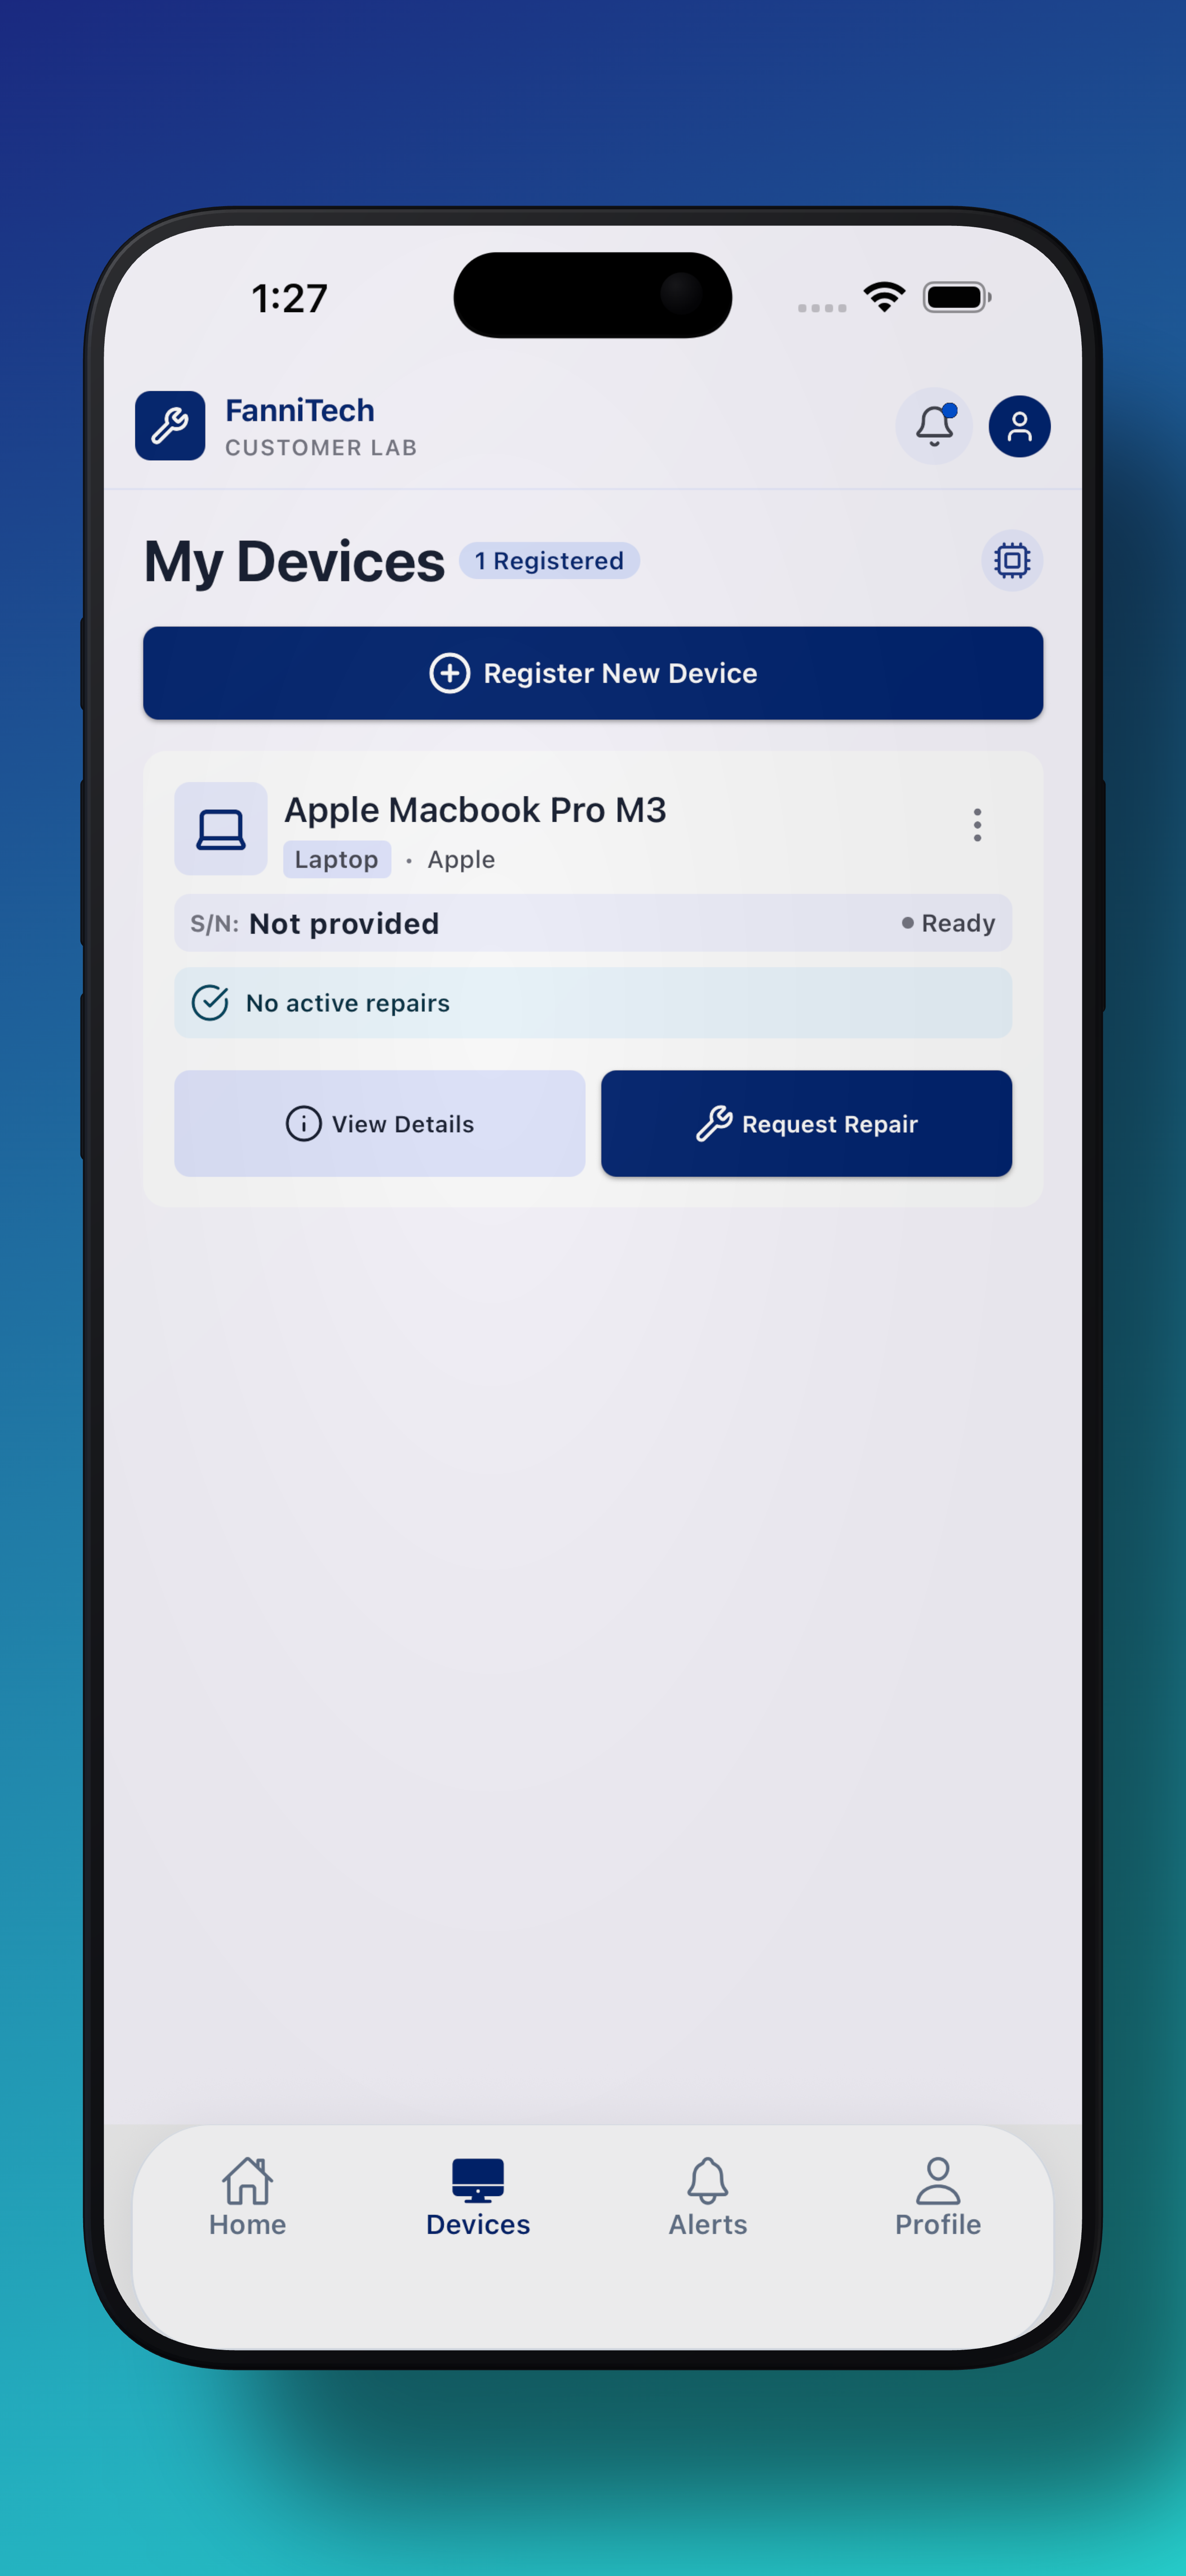 1:27
FanniTech
CUSTOMER LAB
My Devices 1 Registered
Register New Device
Apple Macbook Pro M3
Laptop • Apple
S/N: Not provided Ready
No active repairs
View Details Request Repair
Home Devices Alerts Profile